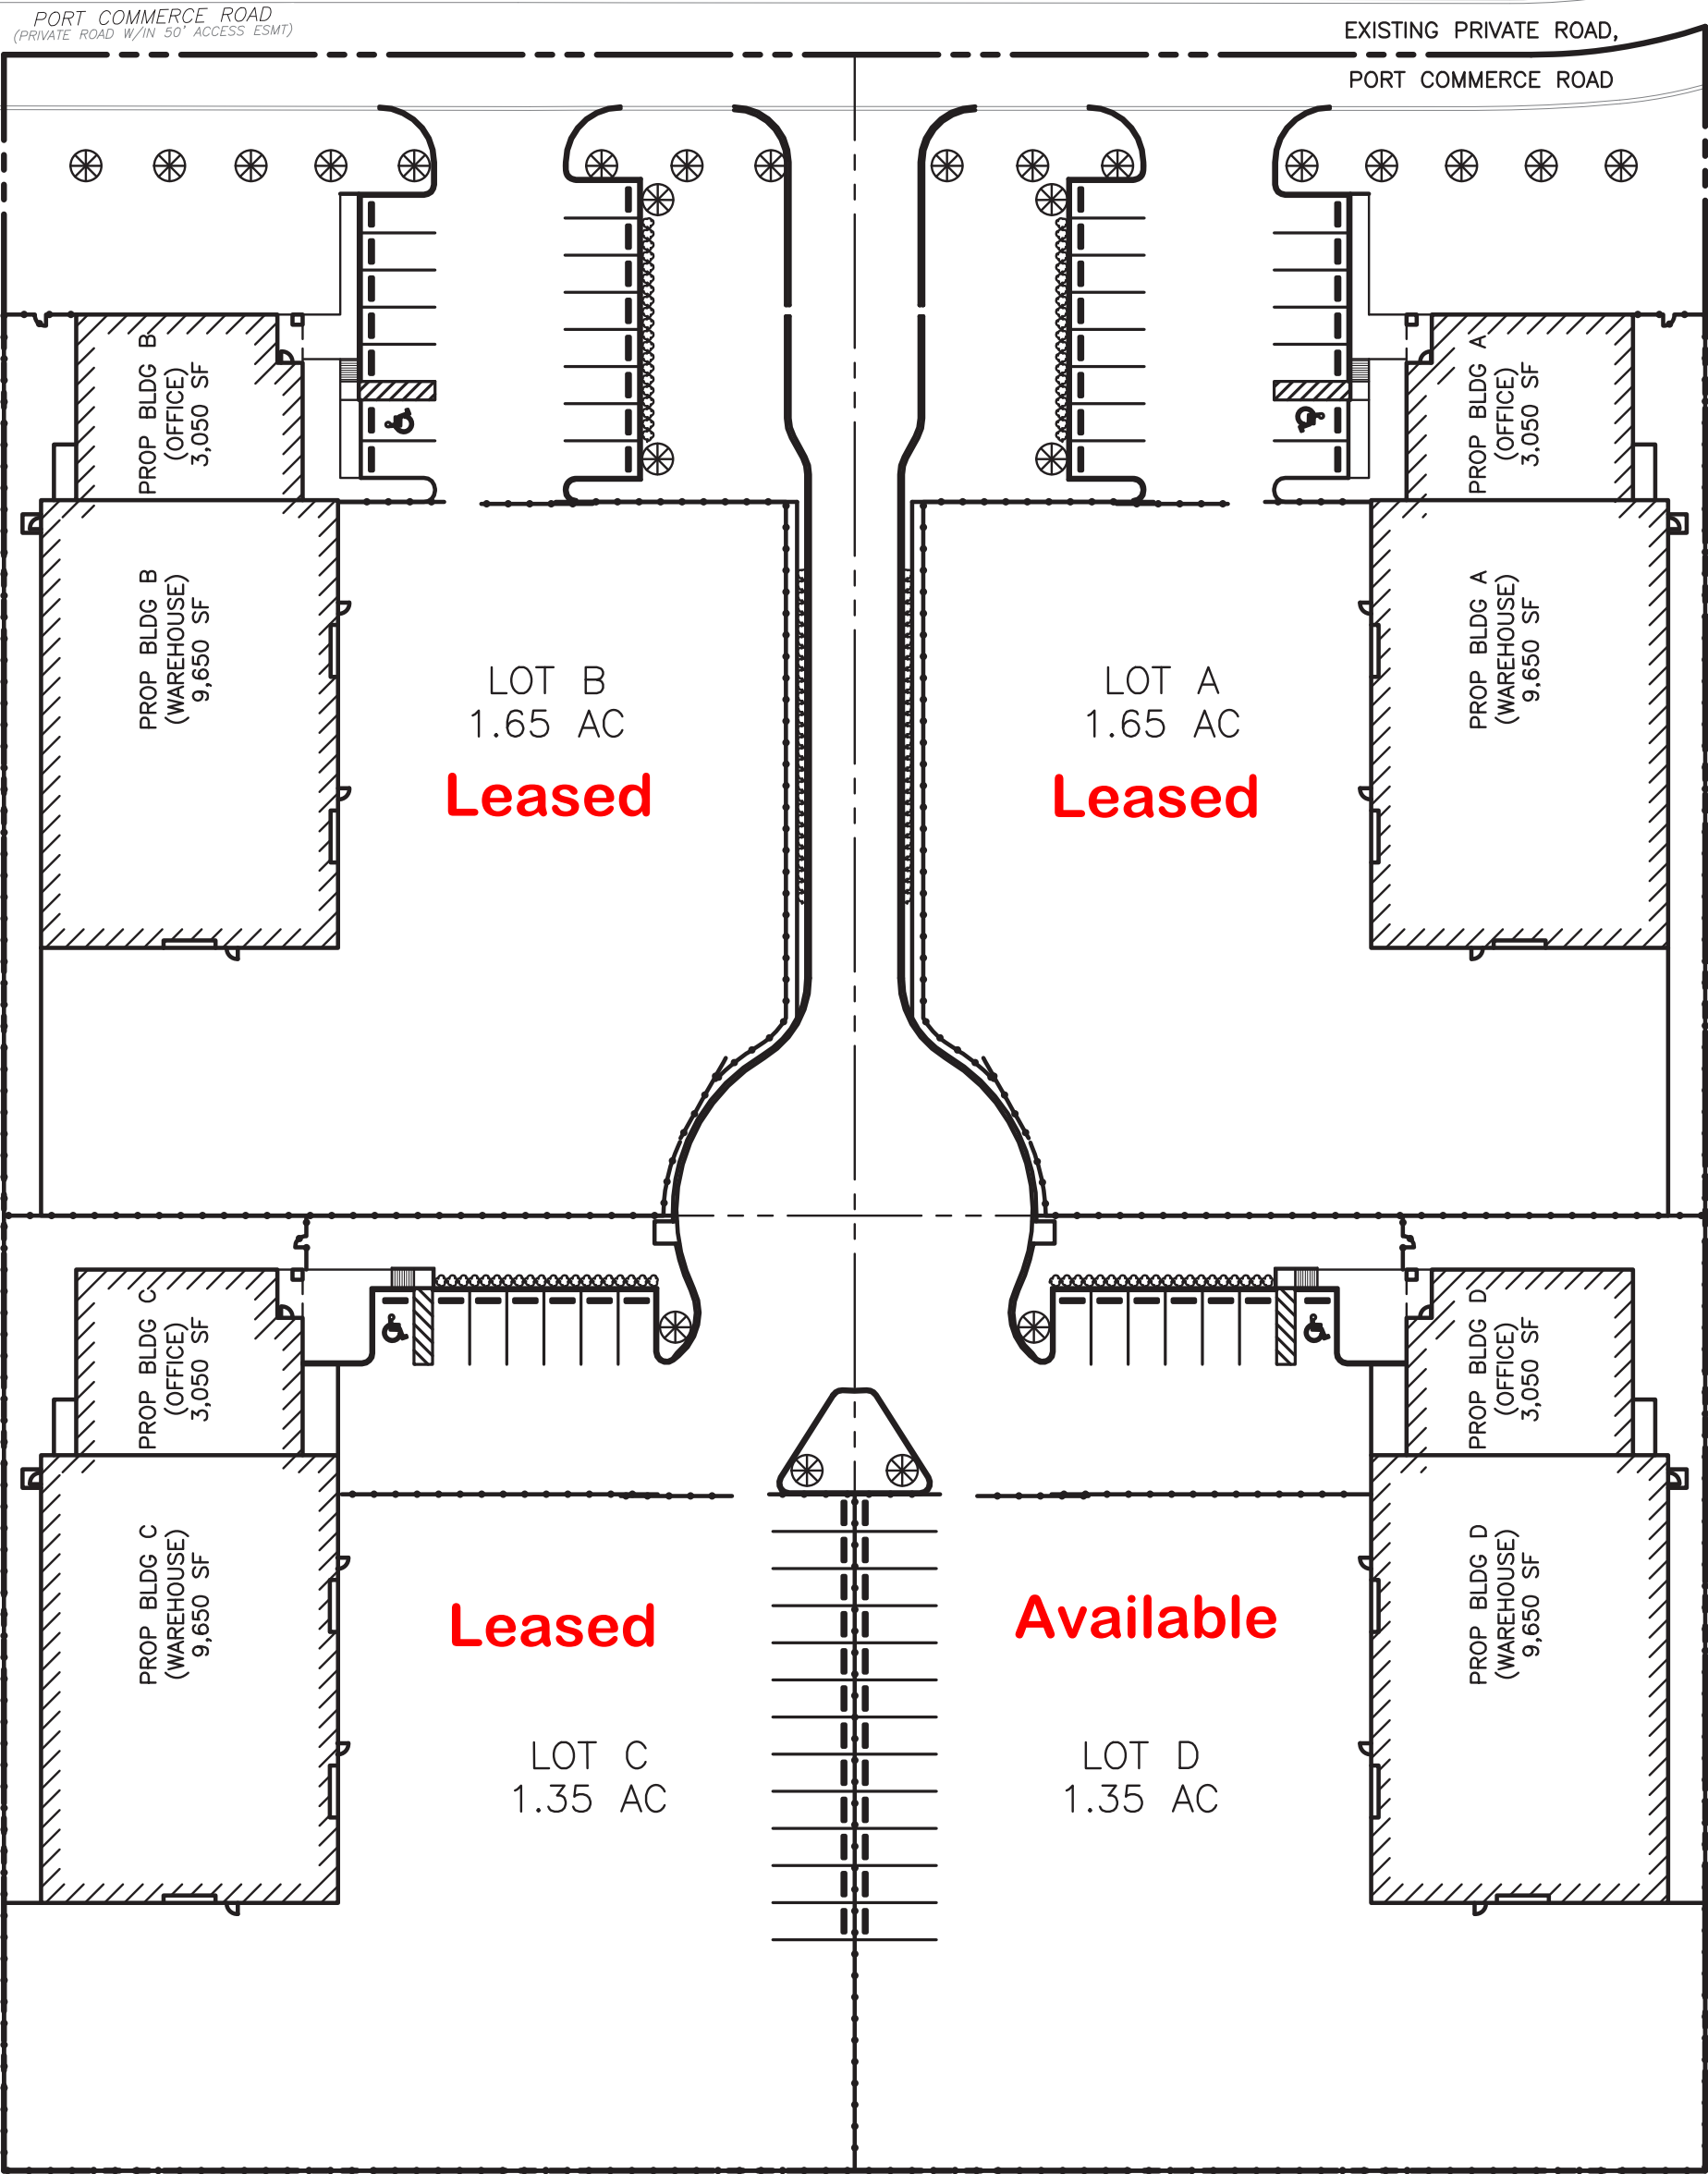 PORT COMMERCE ROAD
(PRIVATE ROAD W/IN 50' ACCESS ESMT)
EXISTING PRIVATE ROAD,
PORT COMMERCE ROAD
PROP BLDG B
(OFFICE)
3,050 SF
PROP BLDG A
(OFFICE)
3,050 SF
PROP BLDG B
(WAREHOUSE)
9,650 SF
LOT B
1.65 AC
Leased
LOT A
1.65 AC
Leased
PROP BLDG A
(WAREHOUSE)
9,650 SF
PROP BLDG C
(OFFICE)
3,050 SF
PROP BLDG D
(OFFICE)
3,050 SF
PROP BLDG C
(WAREHOUSE)
9,650 SF
Leased
LOT C
1.35 AC
Available
LOT D
1.35 AC
PROP BLDG D
(WAREHOUSE)
9,650 SF